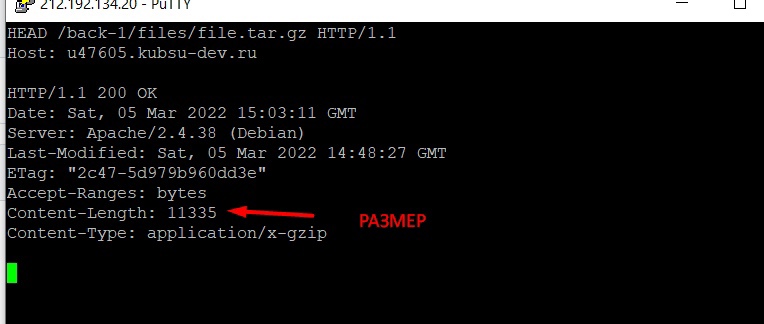 212.192.134.20 - PuTTY
HEAD /back-1/files/file.tar.gz HTTP/1.1
Host: u47605.kubsu-dev.ru
HTTP/1.1 200 OK
Date: Sat, 05 Mar 2022 15:03:11 GMT
Server: Apache/2.4.38 (Debian)
Last-Modified: Sat, 05 Mar 2022 14:48:27 GMT
ETag: "2c47-5d979b960dd3e"
Accept-Ranges: bytes
Content-Length: 11335 РАЗМЕР
Content-Type: application/x-gzip